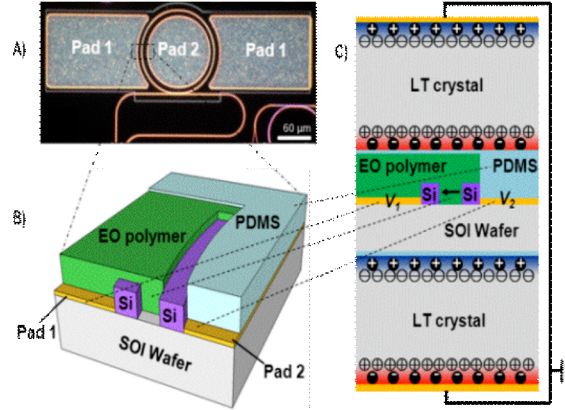 A)
Pad 1
Pad 2
Pad 1
60 µm
B)
EO polymer
PDMS
Si
Si
Pad 1
SOI Wafer
Pad 2
C)
LT crystal
EO polymer
PDMS
Si
Si
V1
V2
SOI Wafer
LT crystal